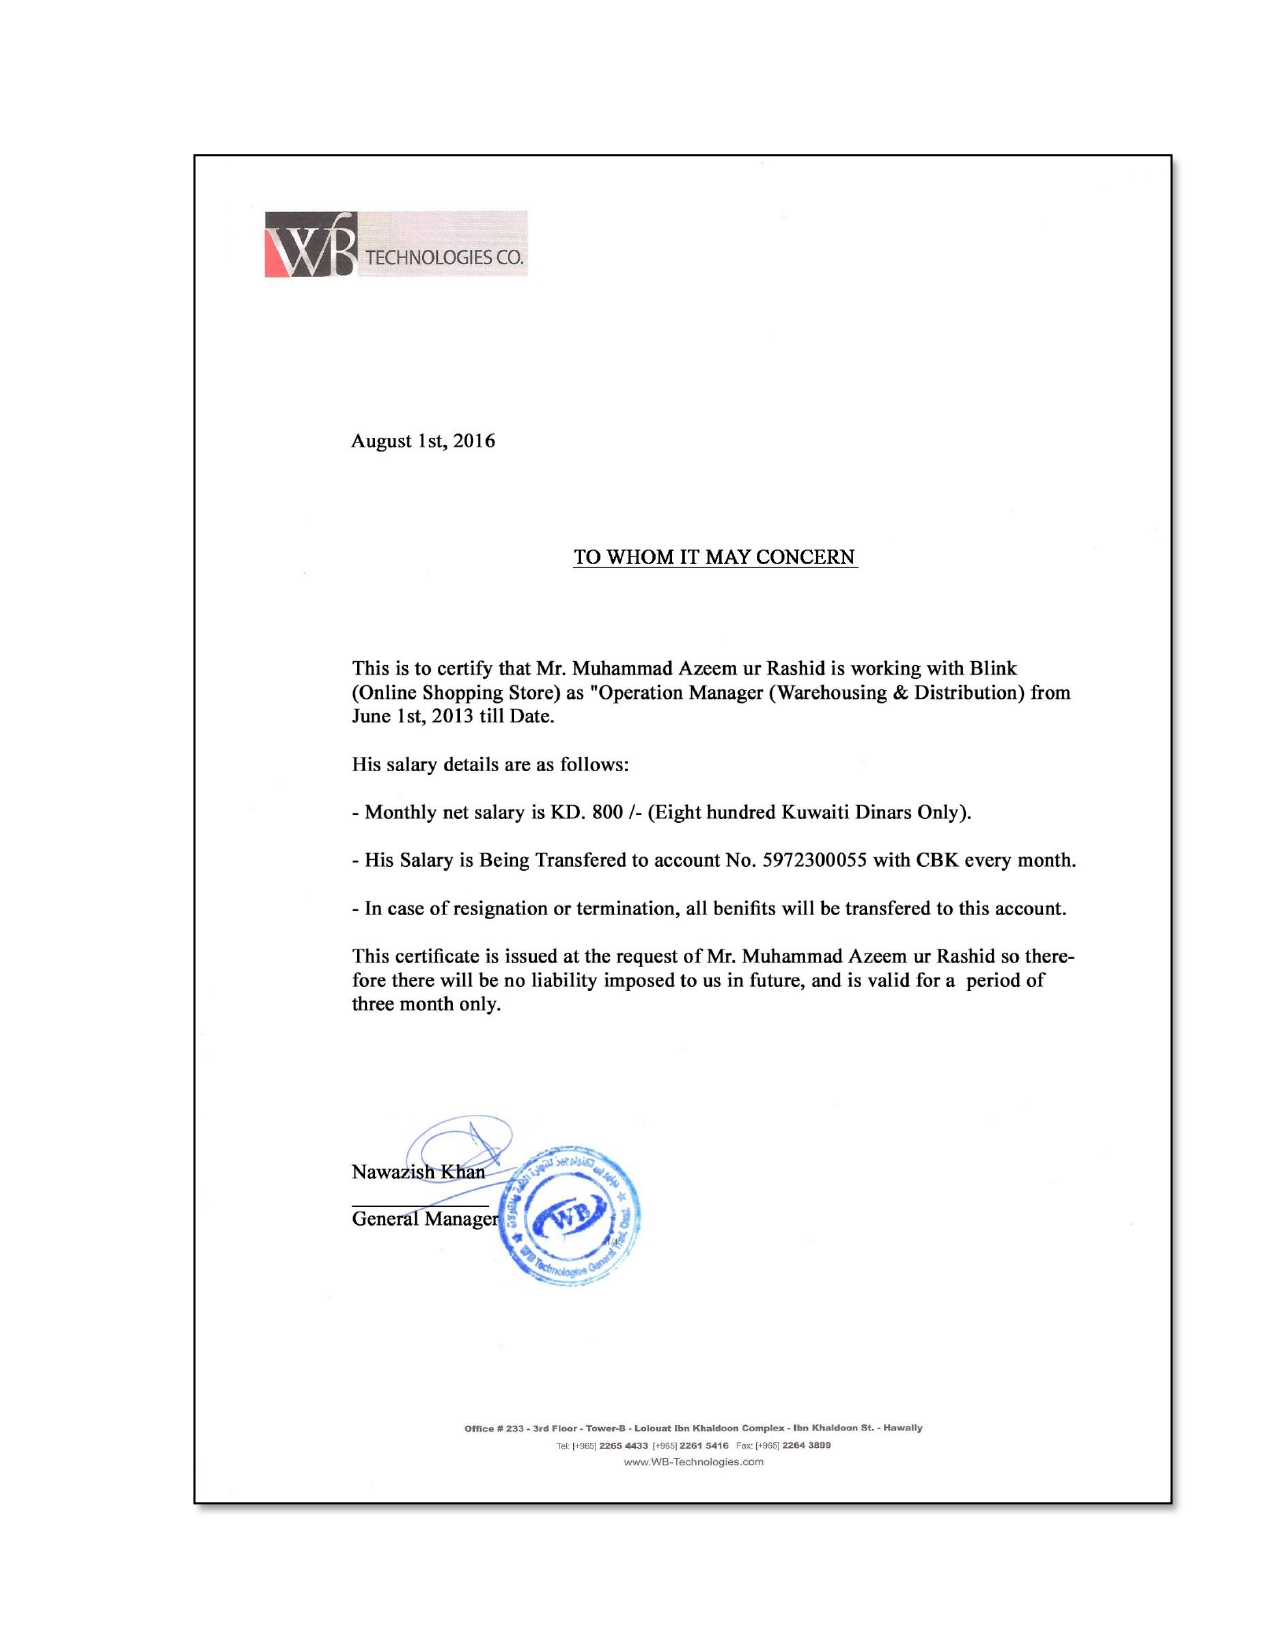 WB TECHNOLOGIES CO.
August 1st, 2016
TO WHOM IT MAY CONCERN
This is to certify that Mr. Muhammad Azeem ur Rashid is working with Blink
(Online Shopping Store) as "Operation Manager (Warehousing & Distribution) from
June 1st, 2013 till Date.
His salary details are as follows:
- Monthly net salary is KD. 800 /- (Eight hundred Kuwaiti Dinars Only).
- His Salary is Being Transfered to account No. 5972300055 with CBK every month.
- In case of resignation or termination, all benifits will be transfered to this account.
This certificate is issued at the request of Mr. Muhammad Azeem ur Rashid so there-
fore there will be no liability imposed to us in future, and is valid for a period of
three month only.
Nawazish Khan
General Manager
WB
WB Technologies General Trad. Cont.
Office # 233 - 3rd Floor - Tower-B - Lolouat Ibn Khaldoon Complex - Ibn Khaldoon St. - Hawally
Tel: [+965] 2265 4433 [+965] 2261 5416 Fax: [+965] 2264 3899
www.WB-Technologies.com